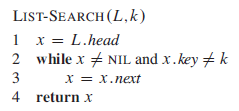 LIST-SEARCH(L, k)
1 x = L.head
2 while x ≠ NIL and x.key ≠ k
3 x = x.next
4 return x